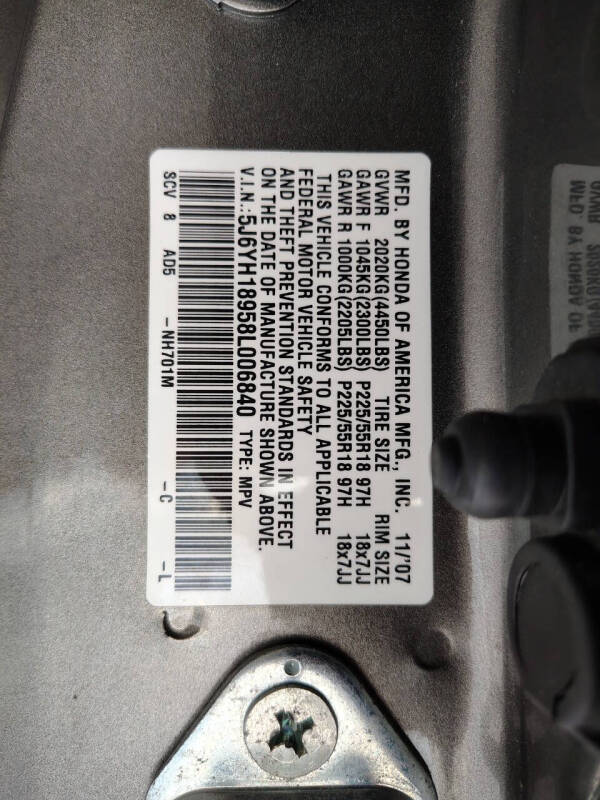 MFD. BY HONDA OF AMERICA MFG., INC. 11/'07
GVWR 2020KG(4450LBS) TIRE SIZE RIM SIZE
GAWR F 1045KG(2300LBS) P225/55R18 97H 18x7JJ
GAWR R 1000KG(2205LBS) P225/55R18 97H 18x7JJ
THIS VEHICLE CONFORMS TO ALL APPLICABLE
FEDERAL MOTOR VEHICLE SAFETY
AND THEFT PREVENTION STANDARDS IN EFFECT
ON THE DATE OF MANUFACTURE SHOWN ABOVE.
V.I.N.:5J6YH18958L006840 TYPE: MPV
SCV 8 AD5 -NH701M -C -L